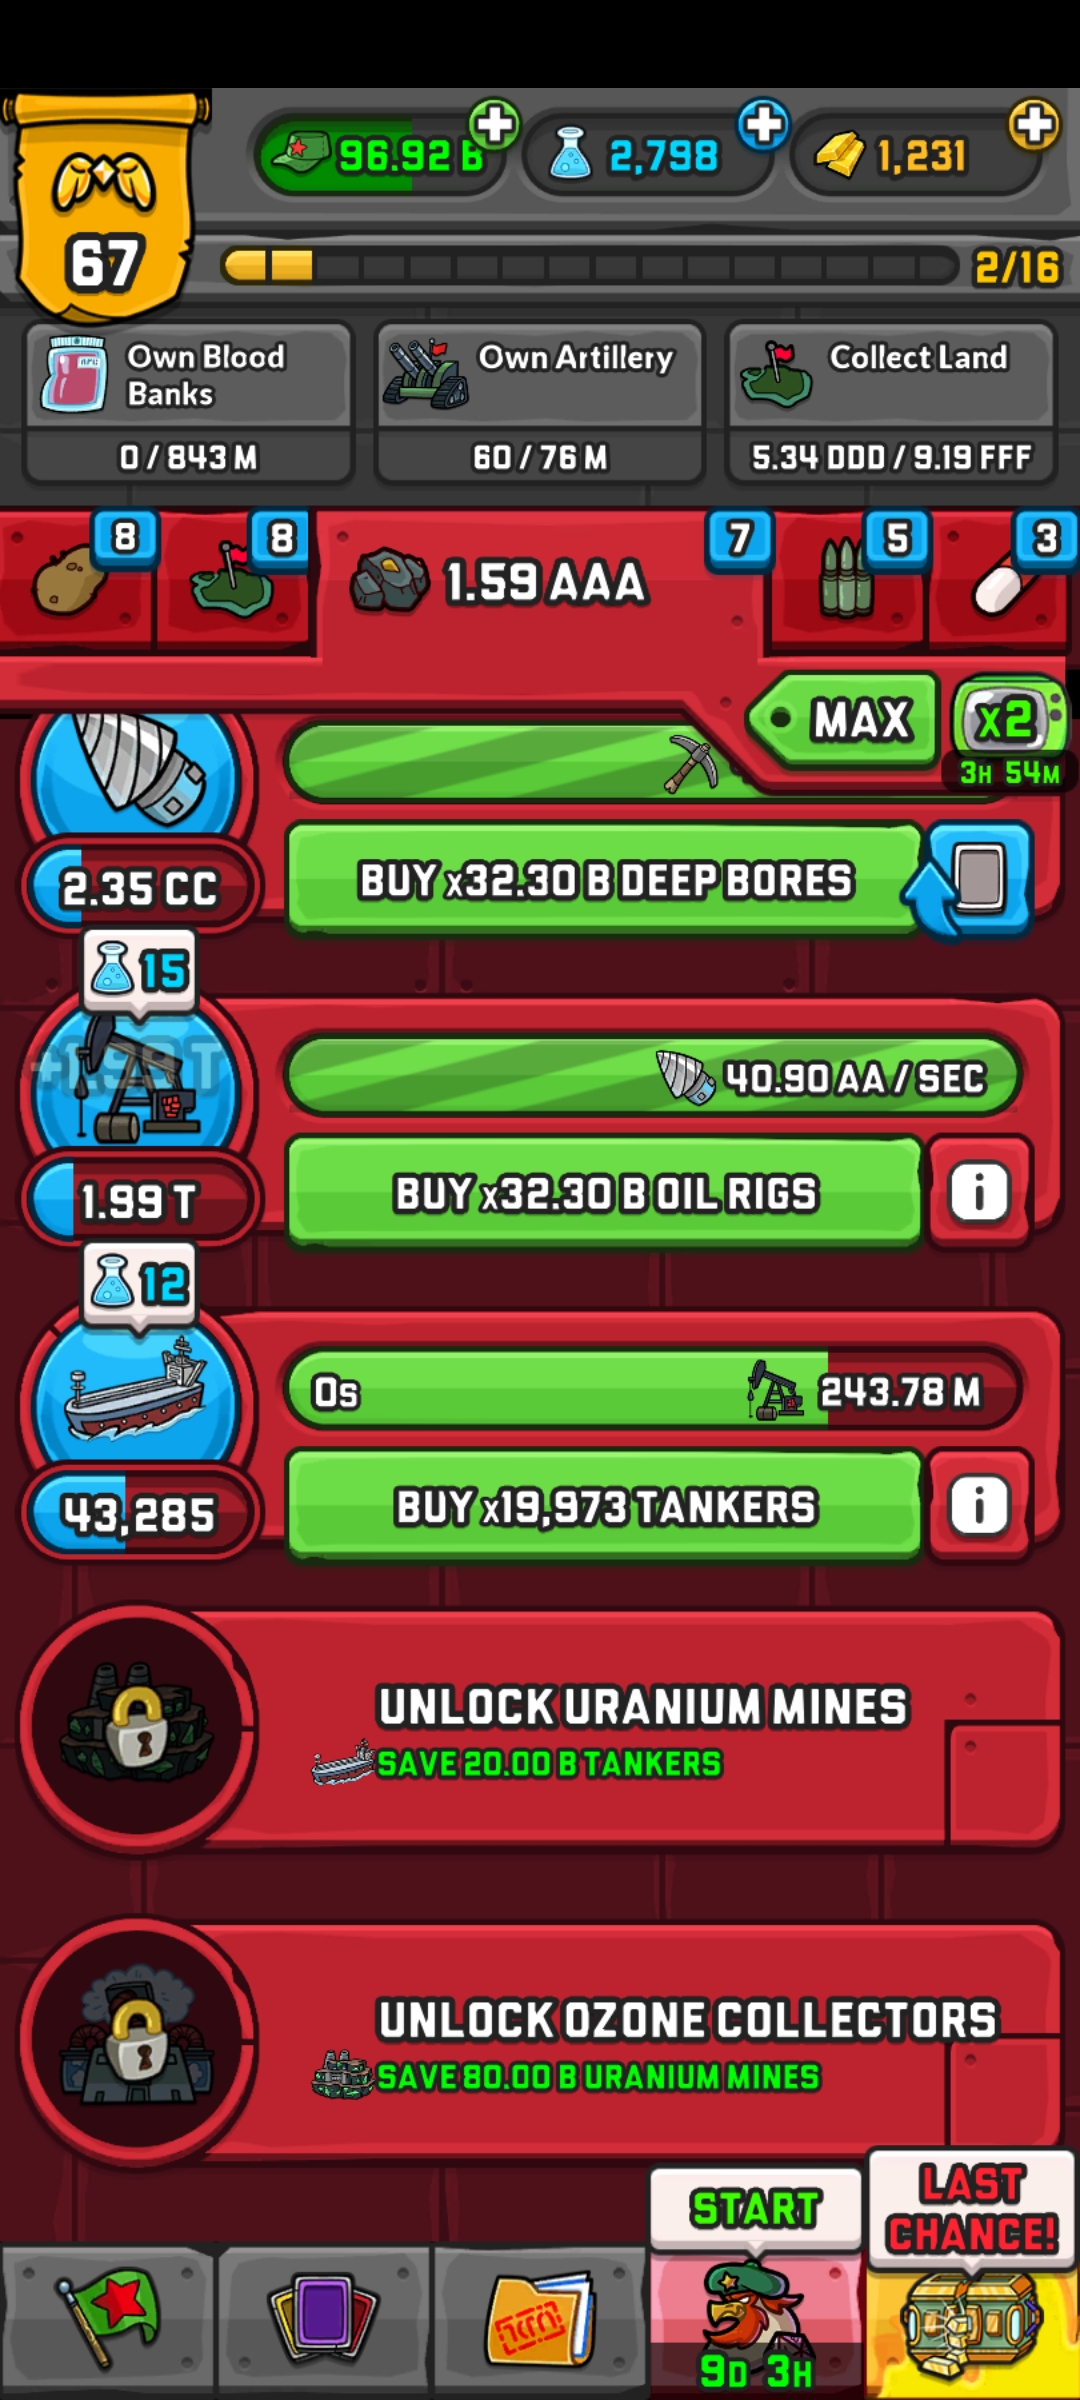 96.92 B
2,798
1,231
67
2/16
Own Blood
Banks
0 / 843 M
Own Artillery
60 / 76 M
Collect Land
5.34 DDD / 9.19 FFF
8
8
1.59 AAA
7
5
3
MAX
x2
3H 54M
2.35 CC
BUY x32.30 B DEEP BORES
15
+1.99 T
40.90 AA / SEC
1.99 T
BUY x32.30 B OIL RIGS
12
0s
243.78 M
43,285
BUY x19,973 TANKERS
UNLOCK URANIUM MINES
SAVE 20.00 B TANKERS
UNLOCK OZONE COLLECTORS
SAVE 80.00 B URANIUM MINES
START
LAST
CHANCE!
9D 3H